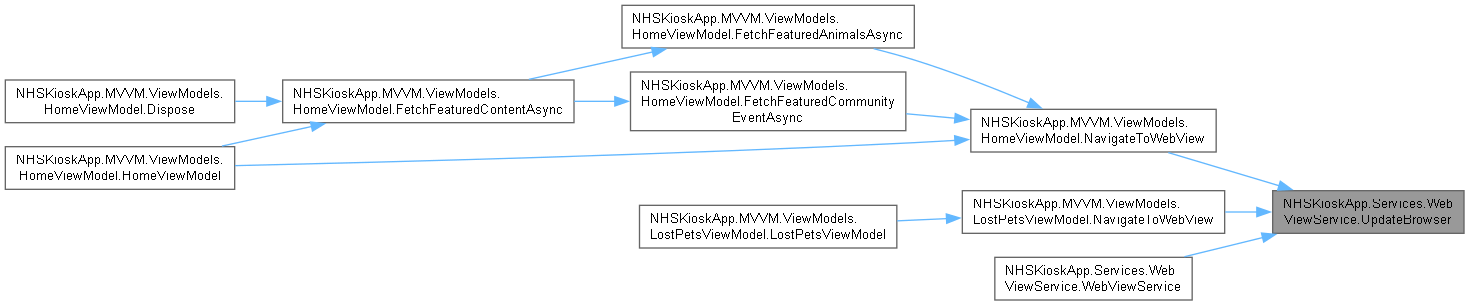 NHSKioskApp.MVVM.ViewModels.
HomeViewModel.FetchFeaturedAnimalsAsync
NHSKioskApp.MVVM.ViewModels.
HomeViewModel.Dispose
NHSKioskApp.MVVM.ViewModels.
HomeViewModel.FetchFeaturedContentAsync
NHSKioskApp.MVVM.ViewModels.
HomeViewModel.FetchFeaturedCommunity
EventAsync
NHSKioskApp.MVVM.ViewModels.
HomeViewModel.NavigateToWebView
NHSKioskApp.MVVM.ViewModels.
HomeViewModel.HomeViewModel
NHSKioskApp.MVVM.ViewModels.
LostPetsViewModel.LostPetsViewModel
NHSKioskApp.MVVM.ViewModels.
LostPetsViewModel.NavigateToWebView
NHSKioskApp.Services.Web
ViewService.UpdateBrowser
NHSKioskApp.Services.Web
ViewService.WebViewService